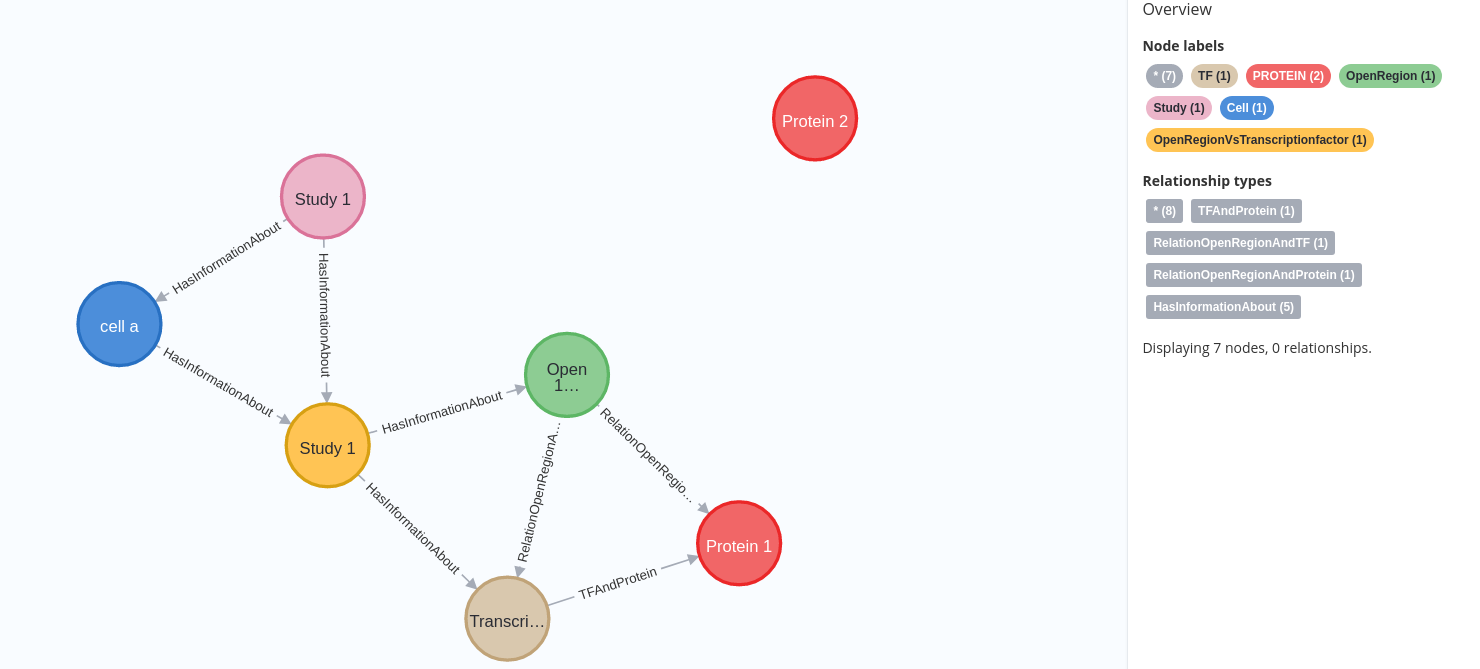 Overview
Node labels
* (7) TF (1) PROTEIN (2) OpenRegion (1)
Study (1) Cell (1)
OpenRegionVsTranscriptionfactor (1)
Relationship types
* (8) TFAndProtein (1)
RelationOpenRegionAndTF (1)
RelationOpenRegionAndProtein (1)
HasInformationAbout (5)
Displaying 7 nodes, 0 relationships.
Protein 2
Study 1
HasInformationAbout
HasInformationAbout
cell a
HasInformationAbout
Study 1
HasInformationAbout
Open
1…
RelationOpenRegio…
RelationOpenRegionA…
HasInformationAbout
Protein 1
TFAndProtein
Transcri…